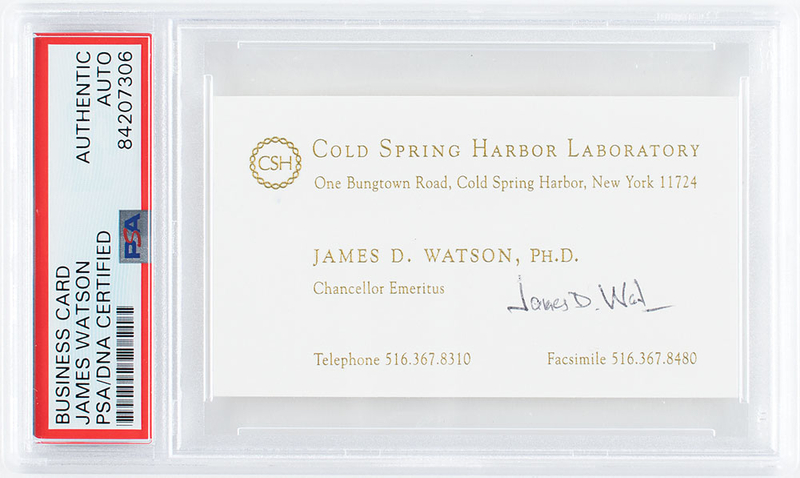 BUSINESS CARD
JAMES WATSON
PSA/DNA CERTIFIED
AUTHENTIC
AUTO
84207306
PSA
CSH
COLD SPRING HARBOR LABORATORY
One Bungtown Road, Cold Spring Harbor, New York 11724
JAMES D. WATSON, PH.D.
Chancellor Emeritus
James D. Wat
Telephone 516.367.8310
Facsimile 516.367.8480